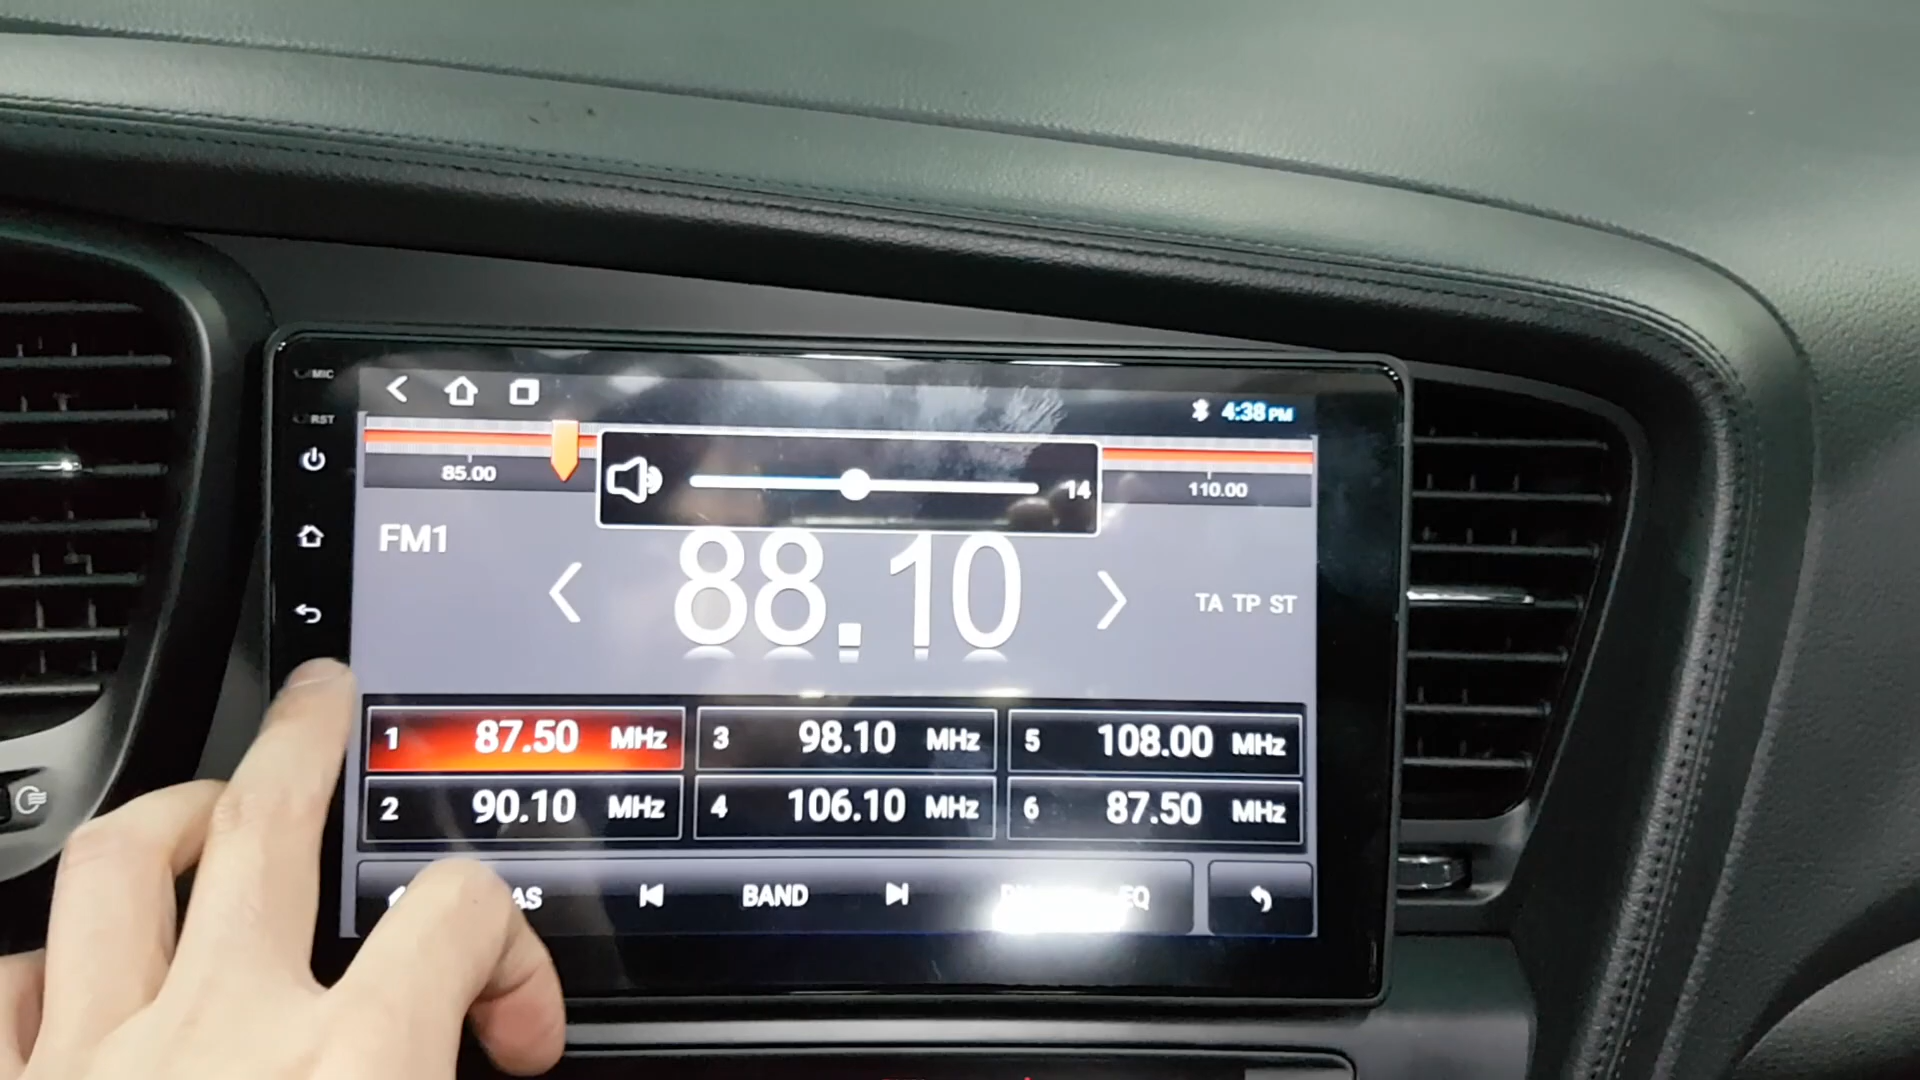 MIC
RST
4:38 PM
85.00
14
110.00
FM1
88.10
TA TP ST
1 87.50 MHz
3 98.10 MHz
5 108.00 MHz
2 90.10 MHz
4 106.10 MHz
6 87.50 MHz
AS
BAND
EQ